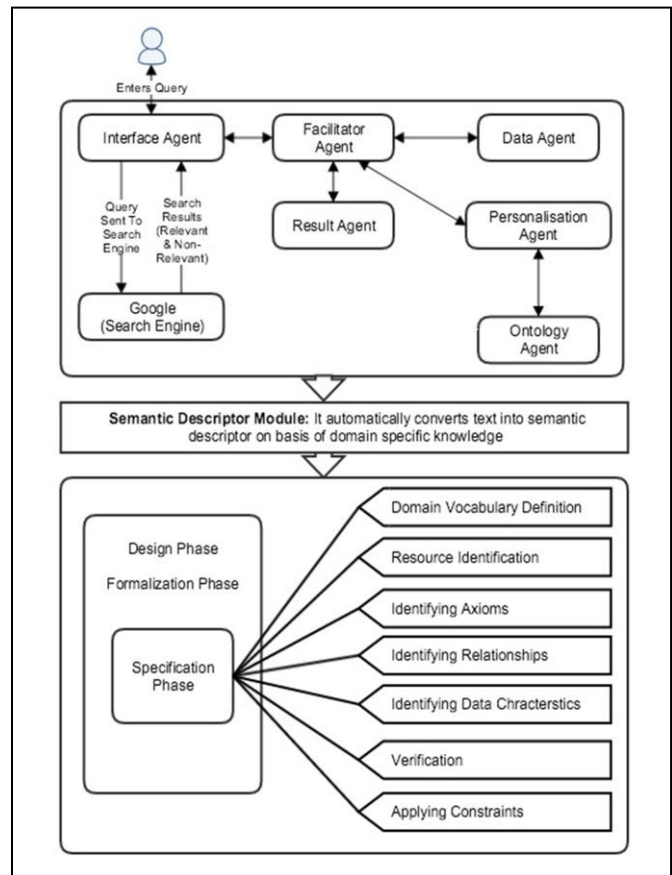 Enters Query
Interface Agent
Facilitator
Agent
Data Agent
Query
Sent To
Search
Engine
Search
Results
(Relevant
& Non-
Relevant)
Result Agent
Personalisation
Agent
Google
(Search Engine)
Ontology
Agent
Semantic Descriptor Module: It automatically converts text into semantic
descriptor on basis of domain specific knowledge
Design Phase
Formalization Phase
Specification
Phase
Domain Vocabulary Definition
Resource Identification
Identifying Axioms
Identifying Relationships
Identifying Data Chracterstics
Verification
Applying Constraints